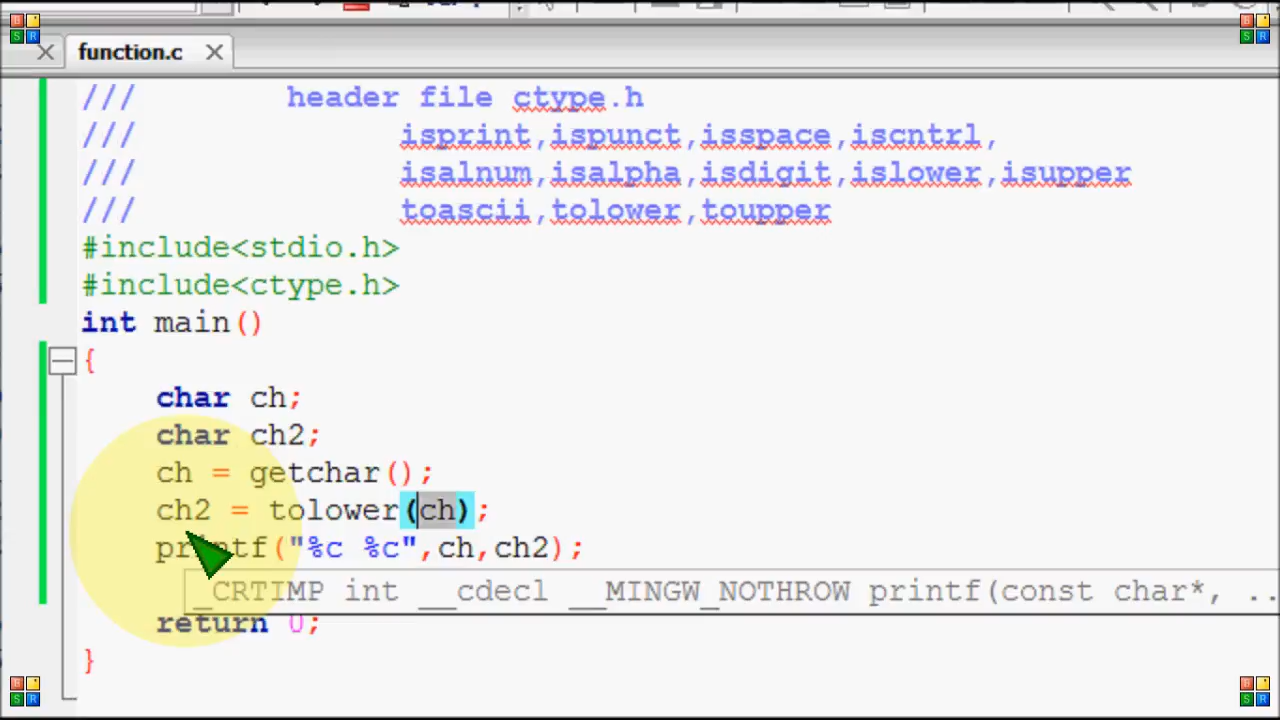 function.c
/// header file ctype.h
/// isprint,ispunct,isspace,iscntrl,
/// isalnum,isalpha,isdigit,islower,isupper
/// toascii,tolower,toupper
#include<stdio.h>
#include<ctype.h>
int main()
{
char ch;
char ch2;
ch = getchar();
ch2 = tolower(ch);
printf("%c %c",ch,ch2);
_CRTIMP int __cdecl __MINGW_NOTHROW printf(const char*, ...
return 0;
}
B
S R
B
S R
B
S R
B
S R